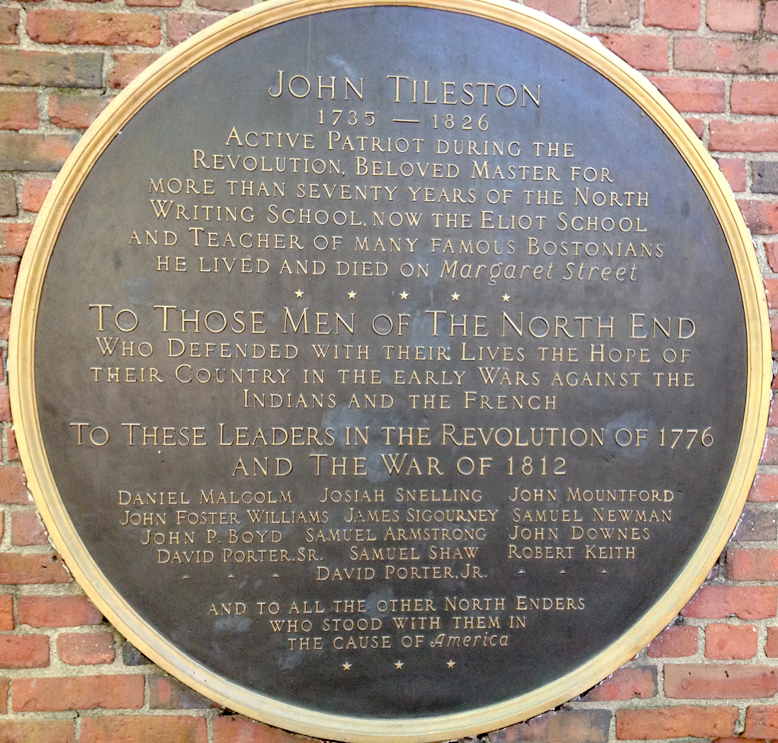 JOHN TILESTON
1735 — 1826
ACTIVE PATRIOT DURING THE
REVOLUTION, BELOVED MASTER FOR
MORE THAN SEVENTY YEARS OF THE NORTH
WRITING SCHOOL, NOW THE ELIOT SCHOOL
AND TEACHER OF MANY FAMOUS BOSTONIANS
HE LIVED AND DIED ON Margaret Street
TO THOSE MEN OF THE NORTH END
WHO DEFENDED WITH THEIR LIVES THE HOPE OF
THEIR COUNTRY IN THE EARLY WARS AGAINST THE
INDIANS AND THE FRENCH
TO THESE LEADERS IN THE REVOLUTION OF 1776
AND THE WAR OF 1812
DANIEL MALGOLM JOSIAH SNELLING JOHN MOUNTFORD
JOHN FOSTER WILLIAMS JAMES SIGOURNEY SAMUEL NEWMAN
JOHN P. BOYD SAMUEL ARMSTRONG JOHN DOWNES
DAVID PORTER, SR. SAMUEL SHAW ROBERT KEITH
DAVID PORTER, JR.
AND TO ALL THE OTHER NORTH ENDERS
WHO STOOD WITH THEM IN
THE CAUSE OF America